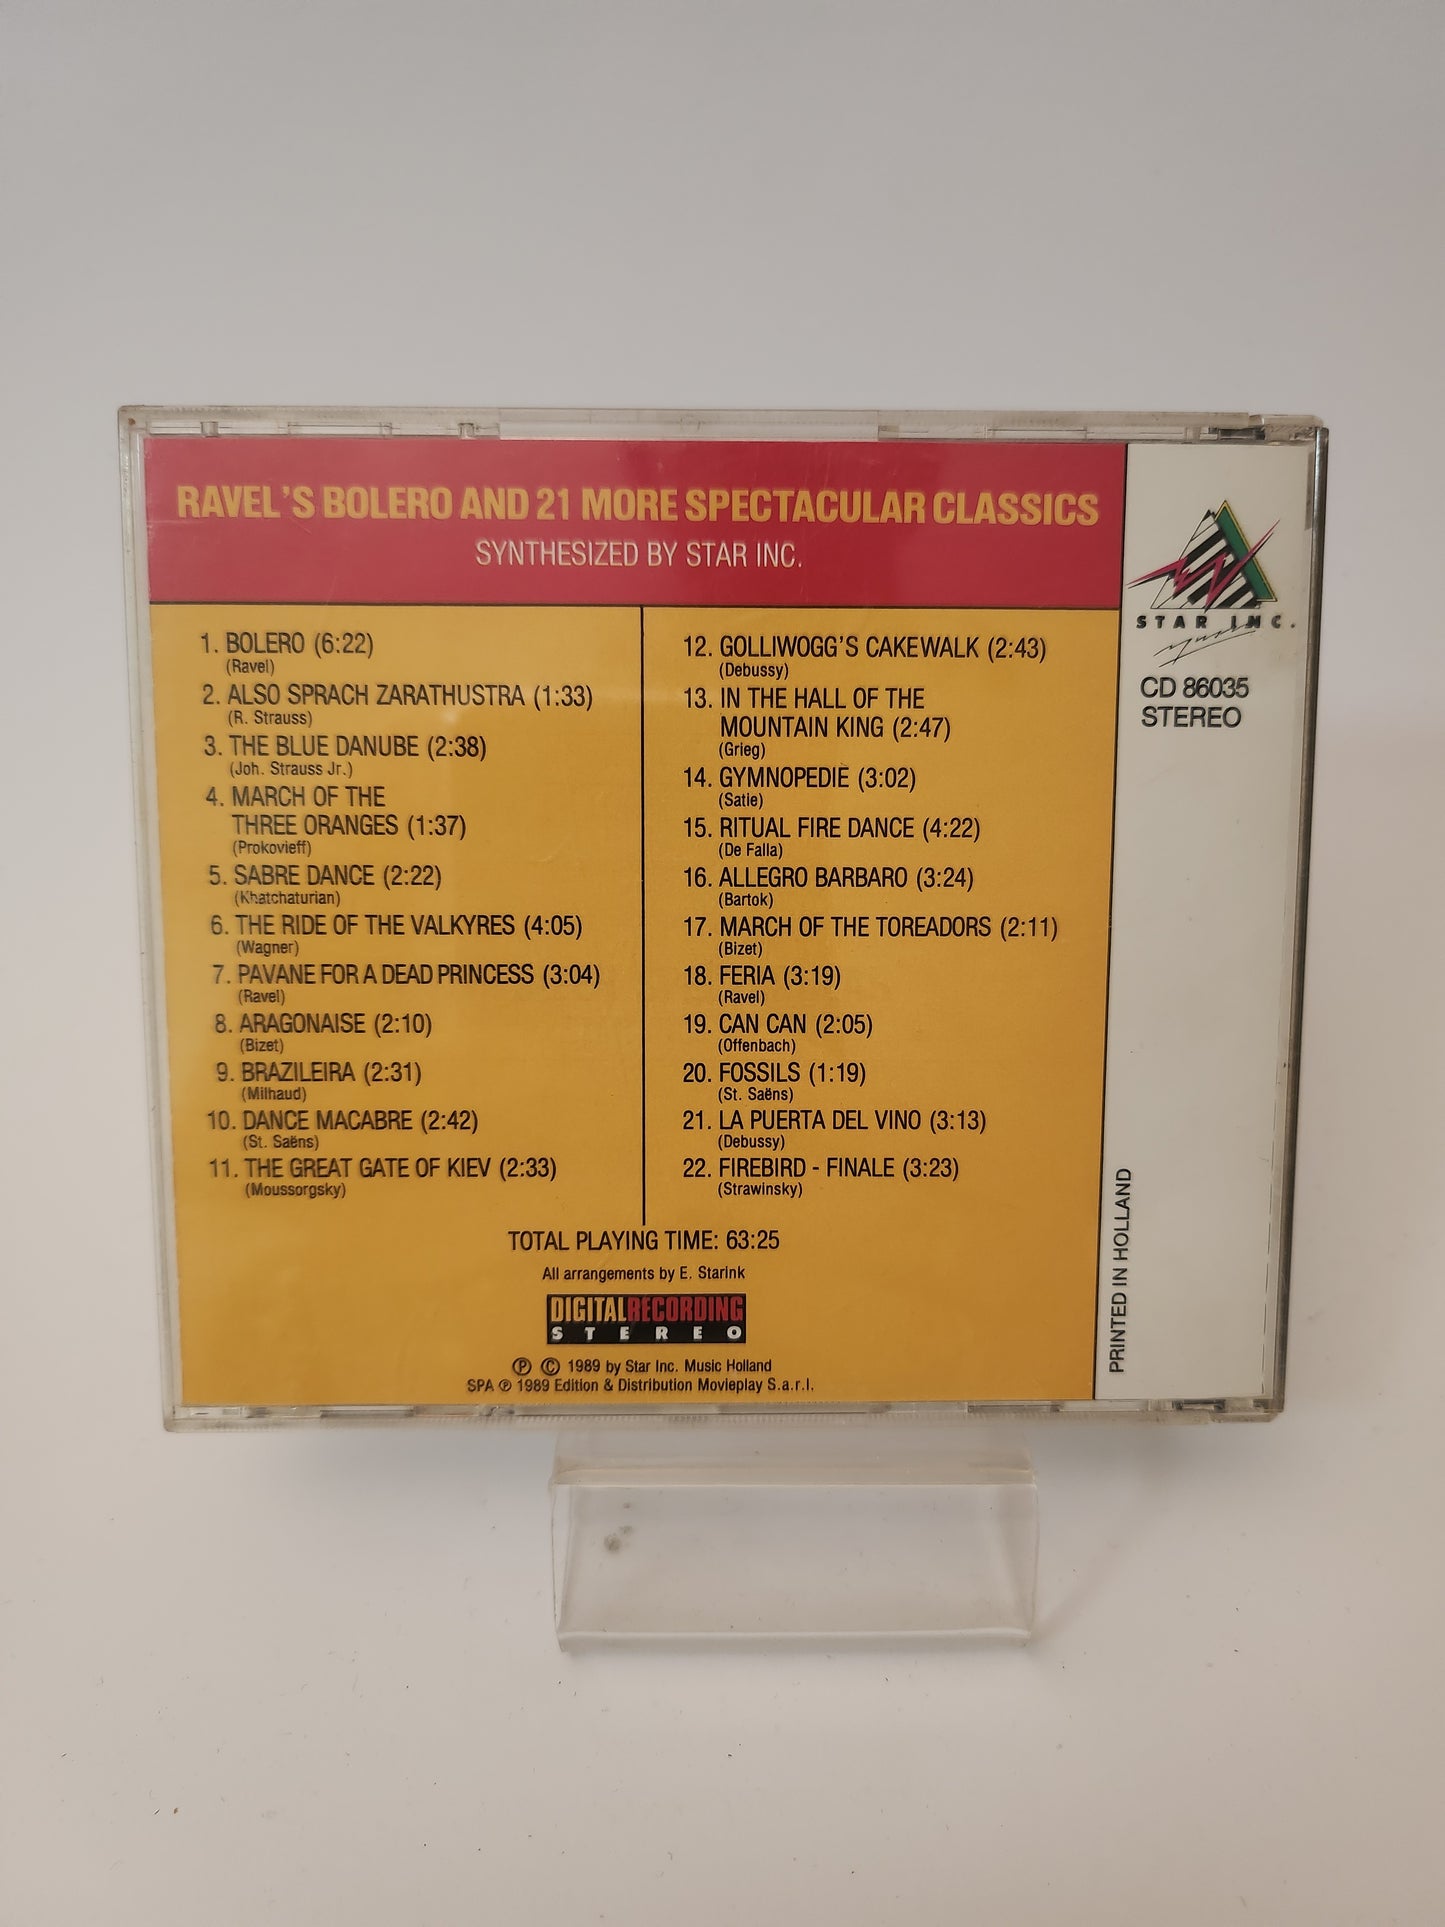 RAVEL'S BOLERO AND 21 MORE SPECTACULAR CLASSICS
SYNTHESIZED BY STAR INC.
1. BOLERO (6:22)
(Ravel)
2. ALSO SPRACH ZARATHUSTRA (1:33)
(R. Strauss)
3. THE BLUE DANUBE (2:38)
(Joh. Strauss Jr.)
4. MARCH OF THE
THREE ORANGES (1:37)
(Prokovieff)
5. SABRE DANCE (2:22)
(Khatchaturian)
6. THE RIDE OF THE VALKYRES (4:05)
(Wagner)
7. PAVANE FOR A DEAD PRINCESS (3:04)
(Ravel)
8. ARAGONAISE (2:10)
(Bizet)
9. BRAZILEIRA (2:31)
(Milhaud)
10. DANCE MACABRE (2:42)
(St. Saëns)
11. THE GREAT GATE OF KIEV (2:33)
(Moussorgsky)
12. GOLLIWOGG'S CAKEWALK (2:43)
(Debussy)
13. IN THE HALL OF THE
MOUNTAIN KING (2:47)
(Grieg)
14. GYMNOPEDIE (3:02)
(Satie)
15. RITUAL FIRE DANCE (4:22)
(De Falla)
16. ALLEGRO BARBARO (3:24)
(Bartok)
17. MARCH OF THE TOREADORS (2:11)
(Bizet)
18. FERIA (3:19)
(Ravel)
19. CAN CAN (2:05)
(Offenbach)
20. FOSSILS (1:19)
(St. Saëns)
21. LA PUERTA DEL VINO (3:13)
(Debussy)
22. FIREBIRD - FINALE (3:23)
(Strawinsky)
TOTAL PLAYING TIME: 63:25
All arrangements by E. Starink
DIGITAL RECORDING
STEREO
Ⓟ Ⓒ 1989 by Star Inc. Music Holland
SPA Ⓟ 1989 Edition & Distribution Movieplay S.a.r.l.
STAR INC.
Music
CD 86035
STEREO
PRINTED IN HOLLAND